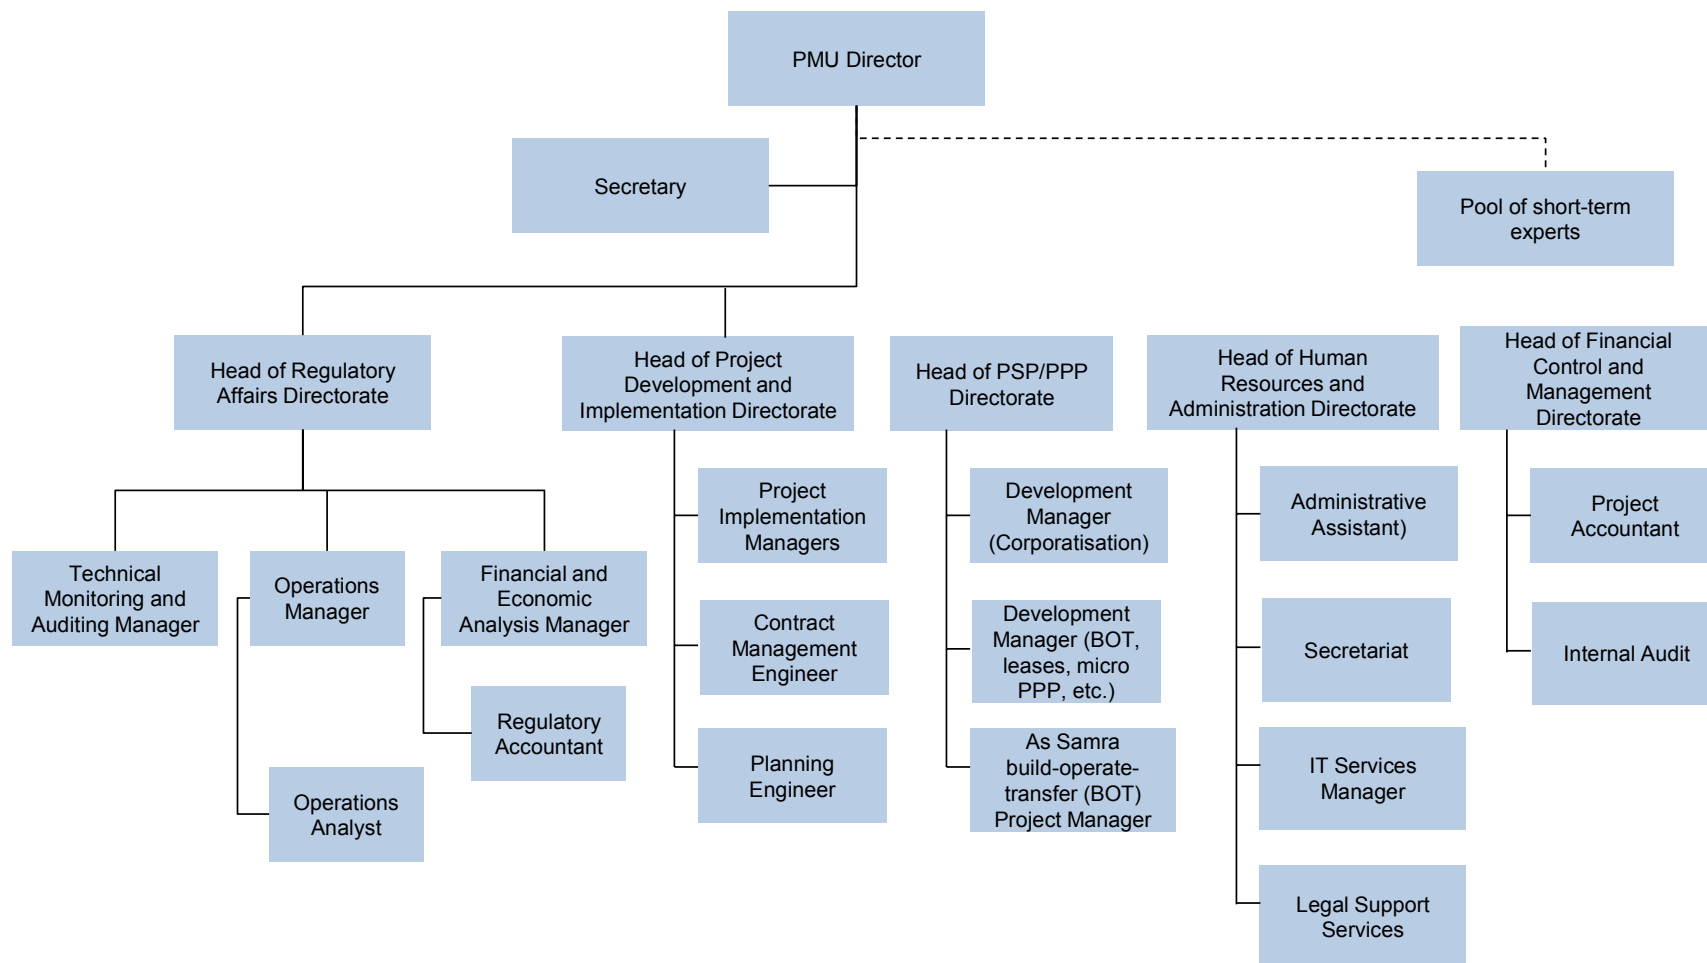 PMU Director
Secretary
Pool of short-term
experts
Head of Regulatory
Affairs Directorate
Head of Project
Development and
Implementation Directorate
Head of PSP/PPP
Directorate
Head of Human
Resources and
Administration Directorate
Head of Financial
Control and
Management
Directorate
Technical
Monitoring and
Auditing Manager
Operations
Manager
Operations
Analyst
Financial and
Economic
Analysis Manager
Regulatory
Accountant
Project
Implementation
Managers
Contract
Management
Engineer
Planning
Engineer
Development
Manager
(Corporatisation)
Development
Manager (BOT,
leases, micro
PPP, etc.)
As Samra
build-operate-
transfer (BOT)
Project Manager
Administrative
Assistant)
Secretariat
IT Services
Manager
Legal Support
Services
Project
Accountant
Internal Audit